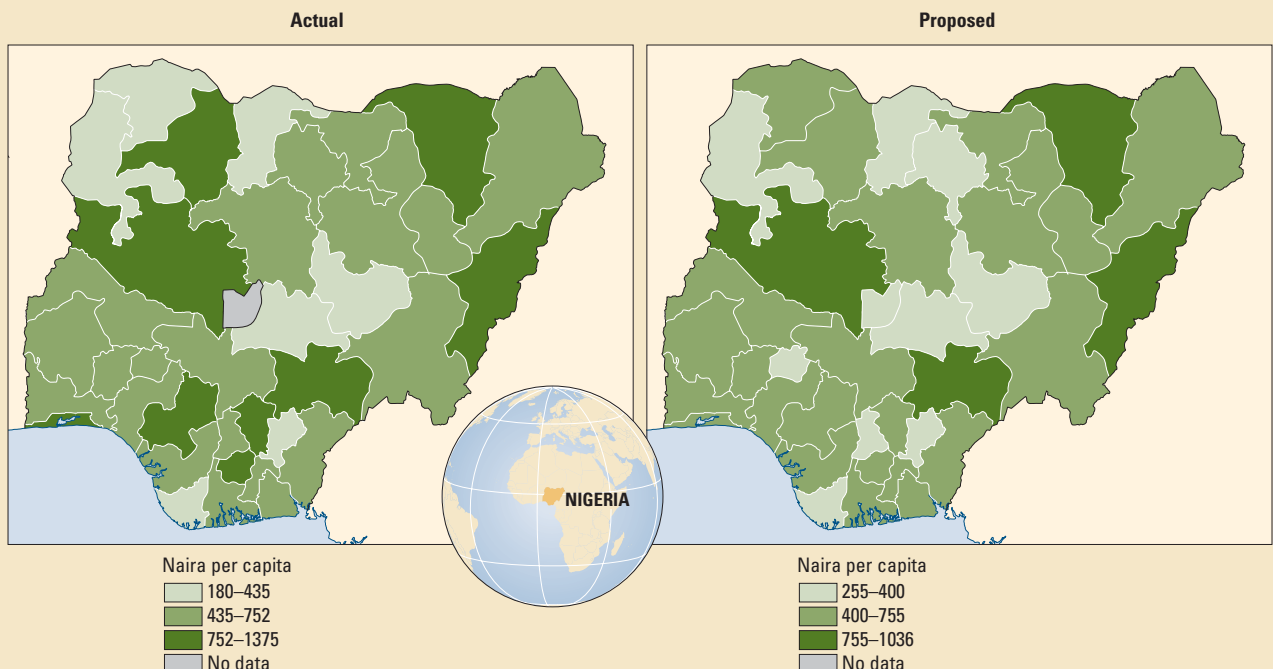 Actual
Proposed
NIGERIA
Naira per capita
180–435
435–752
752–1375
No data
Naira per capita
255–400
400–755
755–1036
No data